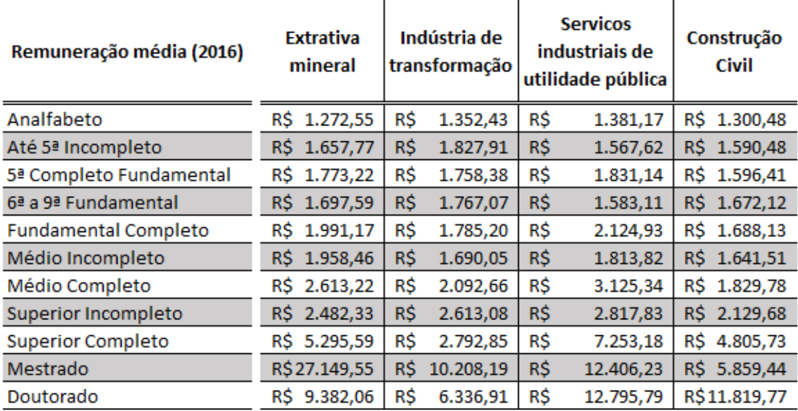 Remuneração média (2016) Extrativa mineral Indústria de transformação Servicos industriais de utilidade pública Construção Civil
Analfabeto R$ 1.272,55 R$ 1.352,43 R$ 1.381,17 R$ 1.300,48
Até 5ª Incompleto R$ 1.657,77 R$ 1.827,91 R$ 1.567,62 R$ 1.590,48
5ª Completo Fundamental R$ 1.773,22 R$ 1.758,38 R$ 1.831,14 R$ 1.596,41
6ª a 9ª Fundamental R$ 1.697,59 R$ 1.767,07 R$ 1.583,11 R$ 1.672,12
Fundamental Completo R$ 1.991,17 R$ 1.785,20 R$ 2.124,93 R$ 1.688,13
Médio Incompleto R$ 1.958,46 R$ 1.690,05 R$ 1.813,82 R$ 1.641,51
Médio Completo R$ 2.613,22 R$ 2.092,66 R$ 3.125,34 R$ 1.829,78
Superior Incompleto R$ 2.482,33 R$ 2.613,08 R$ 2.817,83 R$ 2.129,68
Superior Completo R$ 5.295,59 R$ 2.792,85 R$ 7.253,18 R$ 4.805,73
Mestrado R$27.149,55 R$ 10.208,19 R$ 12.406,23 R$ 5.859,44
Doutorado R$ 9.382,06 R$ 6.336,91 R$ 12.795,79 R$11.819,77